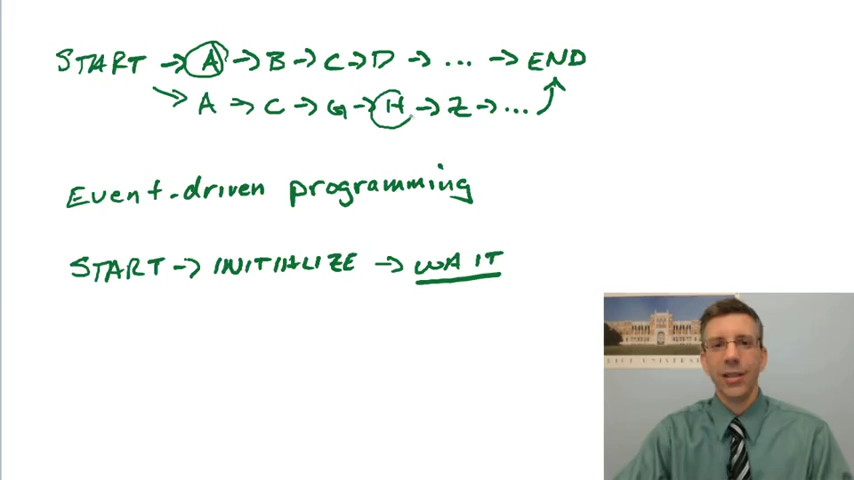 START → A → B → C → D → ... → END
→ A → C → G → H → Z → ...
Event-driven programming
START → INITIALIZE → WAIT